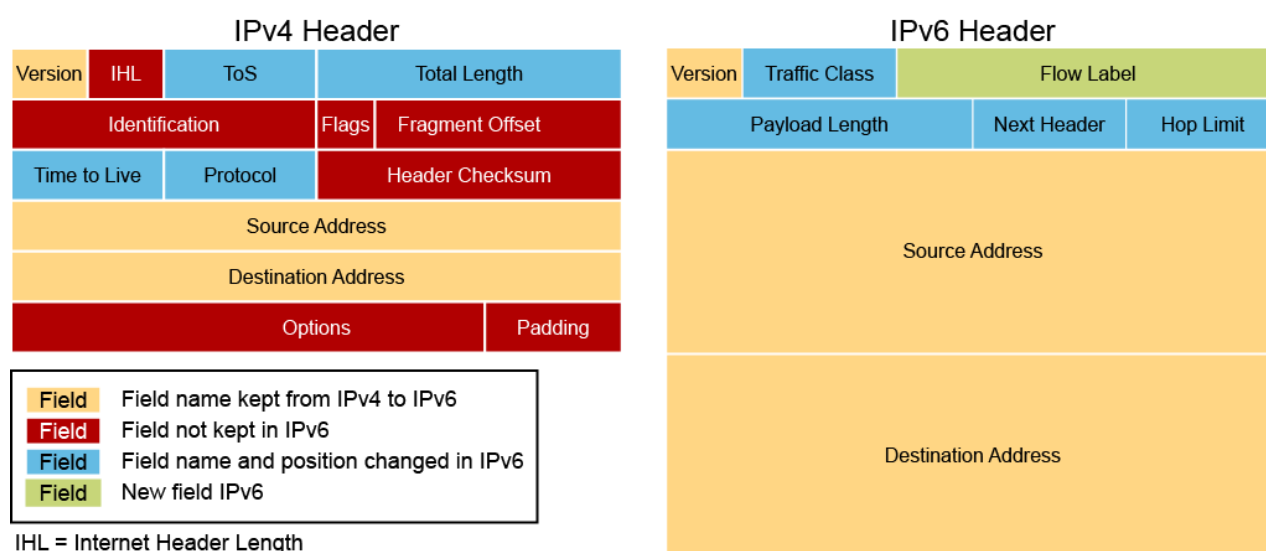 IPv4 Header
Version IHL ToS Total Length
Identification Flags Fragment Offset
Time to Live Protocol Header Checksum
Source Address
Destination Address
Options Padding
Field Field name kept from IPv4 to IPv6
Field Field not kept in IPv6
Field Field name and position changed in IPv6
Field New field IPv6
IHL = Internet Header Length
IPv6 Header
Version Traffic Class Flow Label
Payload Length Next Header Hop Limit
Source Address
Destination Address